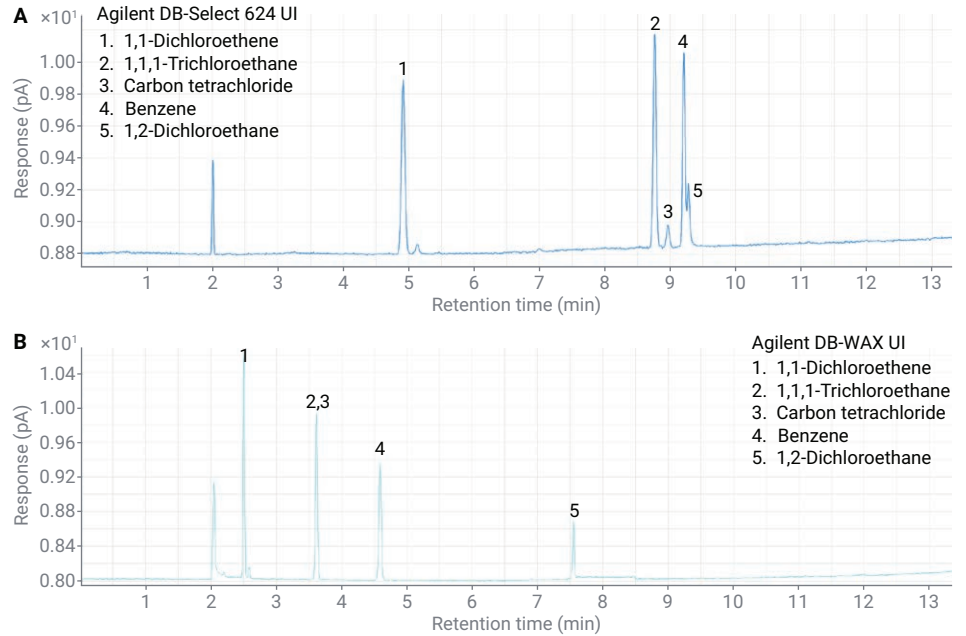 A
×10¹
Agilent DB-Select 624 UI
1. 1,1-Dichloroethene
2. 1,1,1-Trichloroethane
3. Carbon tetrachloride
4. Benzene
5. 1,2-Dichloroethane
Response (pA)
1.00
0.98
0.96
0.94
0.92
0.90
0.88
1
2
3
4
5
1 2 3 4 5 6 7 8 9 10 11 12 13
Retention time (min)
B
×10¹
Agilent DB-WAX UI
1. 1,1-Dichloroethene
2. 1,1,1-Trichloroethane
3. Carbon tetrachloride
4. Benzene
5. 1,2-Dichloroethane
Response (pA)
1.04
1.00
0.96
0.92
0.88
0.84
0.80
1
2,3
4
5
1 2 3 4 5 6 7 8 9 10 11 12 13
Retention time (min)